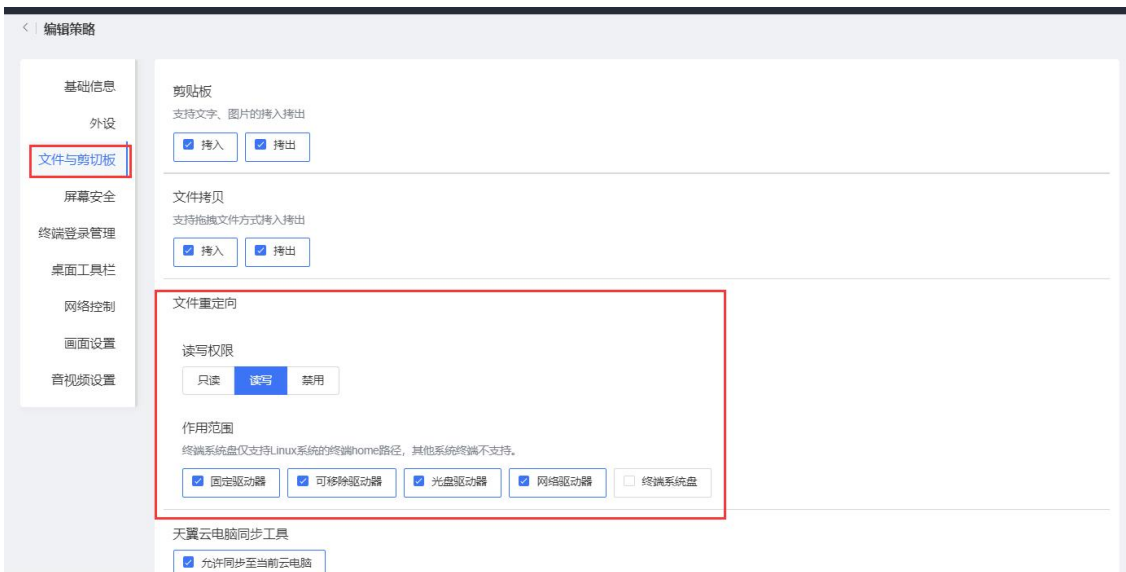 编辑策略
基础信息
外设
文件与剪切板
屏幕安全
终端登录管理
桌面工具栏
网络控制
画面设置
音视频设置
剪贴板
支持文字、图片的拷入拷出
拷入 拷出
文件拷贝
支持拖拽文件方式拷入拷出
拷入 拷出
文件重定向
读写权限
只读 读写 禁用
作用范围
终端系统盘仅支持Linux系统的终端home路径，其他系统终端不支持。
固定驱动器 可移除驱动器 光盘驱动器 网络驱动器 终端系统盘
天翼云电脑同步工具
允许同步至当前云电脑